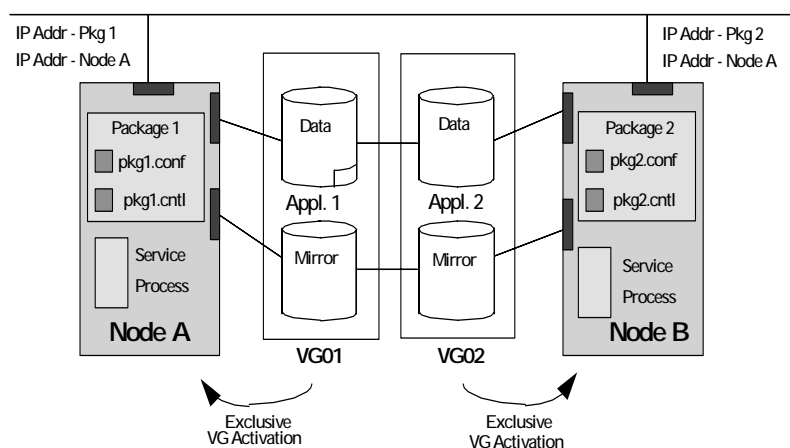 IP Addr - Pkg 1
IP Addr - Node A
IP Addr - Pkg 2
IP Addr - Node A
Package 1
pkg1.conf
pkg1.cntl
Service
Process
Node A
Data
Appl. 1
Mirror
VG01
Data
Appl. 2
Mirror
VG02
Package 2
pkg2.conf
pkg2.cntl
Service
Process
Node B
Exclusive
VG Activation
Exclusive
VG Activation